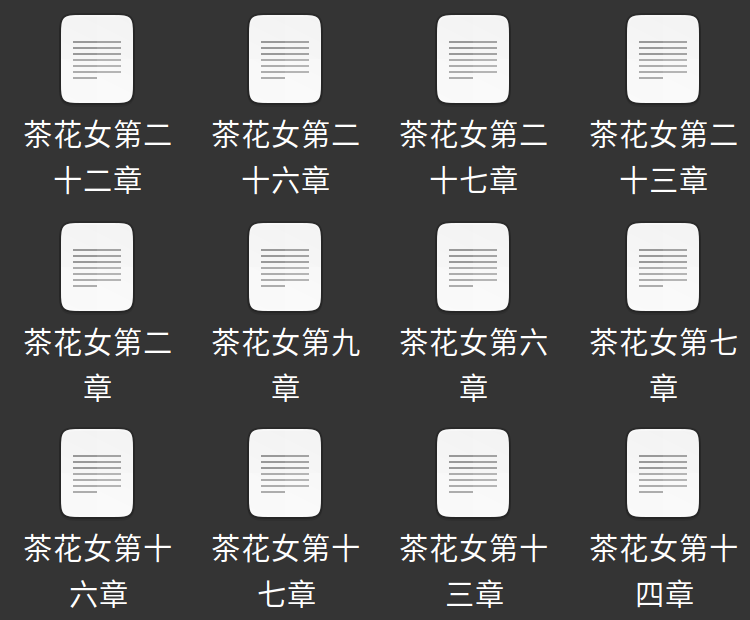 茶花女第二 茶花女第二 茶花女第二 茶花女第二
十二章 十六章 十七章 十三章
茶花女第二 茶花女第九 茶花女第六 茶花女第七
章 章 章 章
茶花女第十 茶花女第十 茶花女第十 茶花女第十
六章 七章 三章 四章